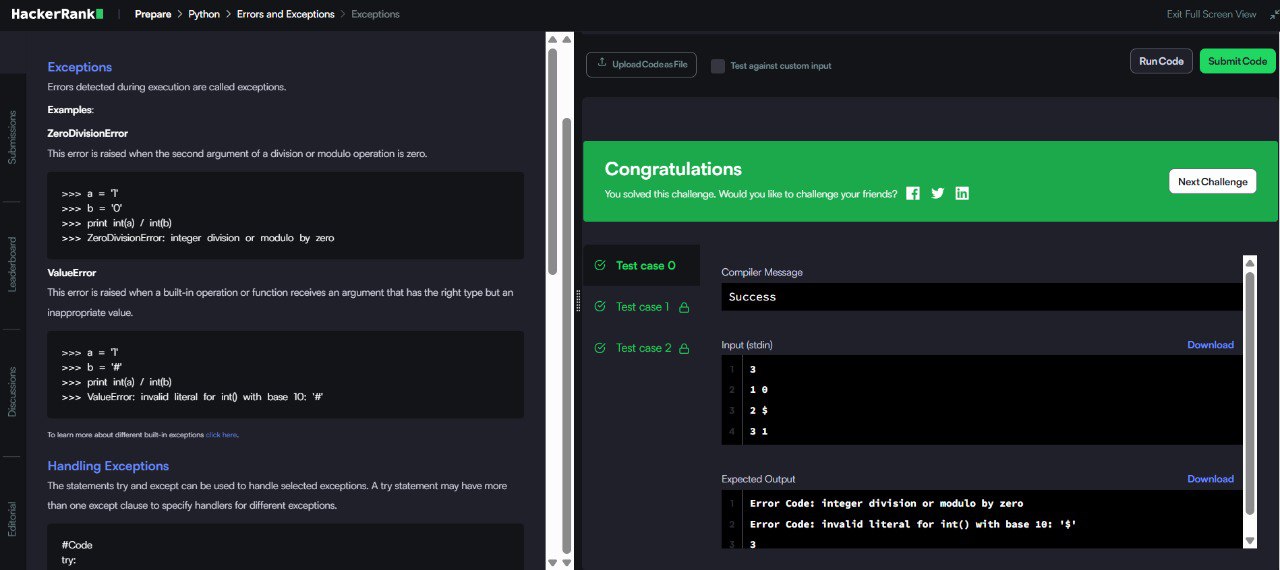 HackerRank
Prepare > Python > Errors and Exceptions > Exceptions
Exit Full Screen View
Submissions
Leaderboard
Discussions
Editorial
Exceptions
Errors detected during execution are called exceptions.
Examples:
ZeroDivisionError
This error is raised when the second argument of a division or modulo operation is zero.
>>> a = '1'
>>> b = '0'
>>> print int(a) / int(b)
>>> ZeroDivisionError: integer division or modulo by zero
ValueError
This error is raised when a built-in operation or function receives an argument that has the right type but an
inappropriate value.
>>> a = '1'
>>> b = '#'
>>> print int(a) / int(b)
>>> ValueError: invalid literal for int() with base 10: '#'
To learn more about different built-in exceptions click here.
Handling Exceptions
The statements try and except can be used to handle selected exceptions. A try statement may have more
than one except clause to specify handlers for different exceptions.
#Code
try:
Upload Code as File
Test against custom input
Run Code
Submit Code
Congratulations
You solved this challenge. Would you like to challenge your friends?
Next Challenge
Test case 0
Test case 1
Test case 2
Compiler Message
Success
Input (stdin)
Download
1 3
2 1 0
3 2 $
4 3 1
Expected Output
Download
1 Error Code: integer division or modulo by zero
2 Error Code: invalid literal for int() with base 10: '$'
3 3